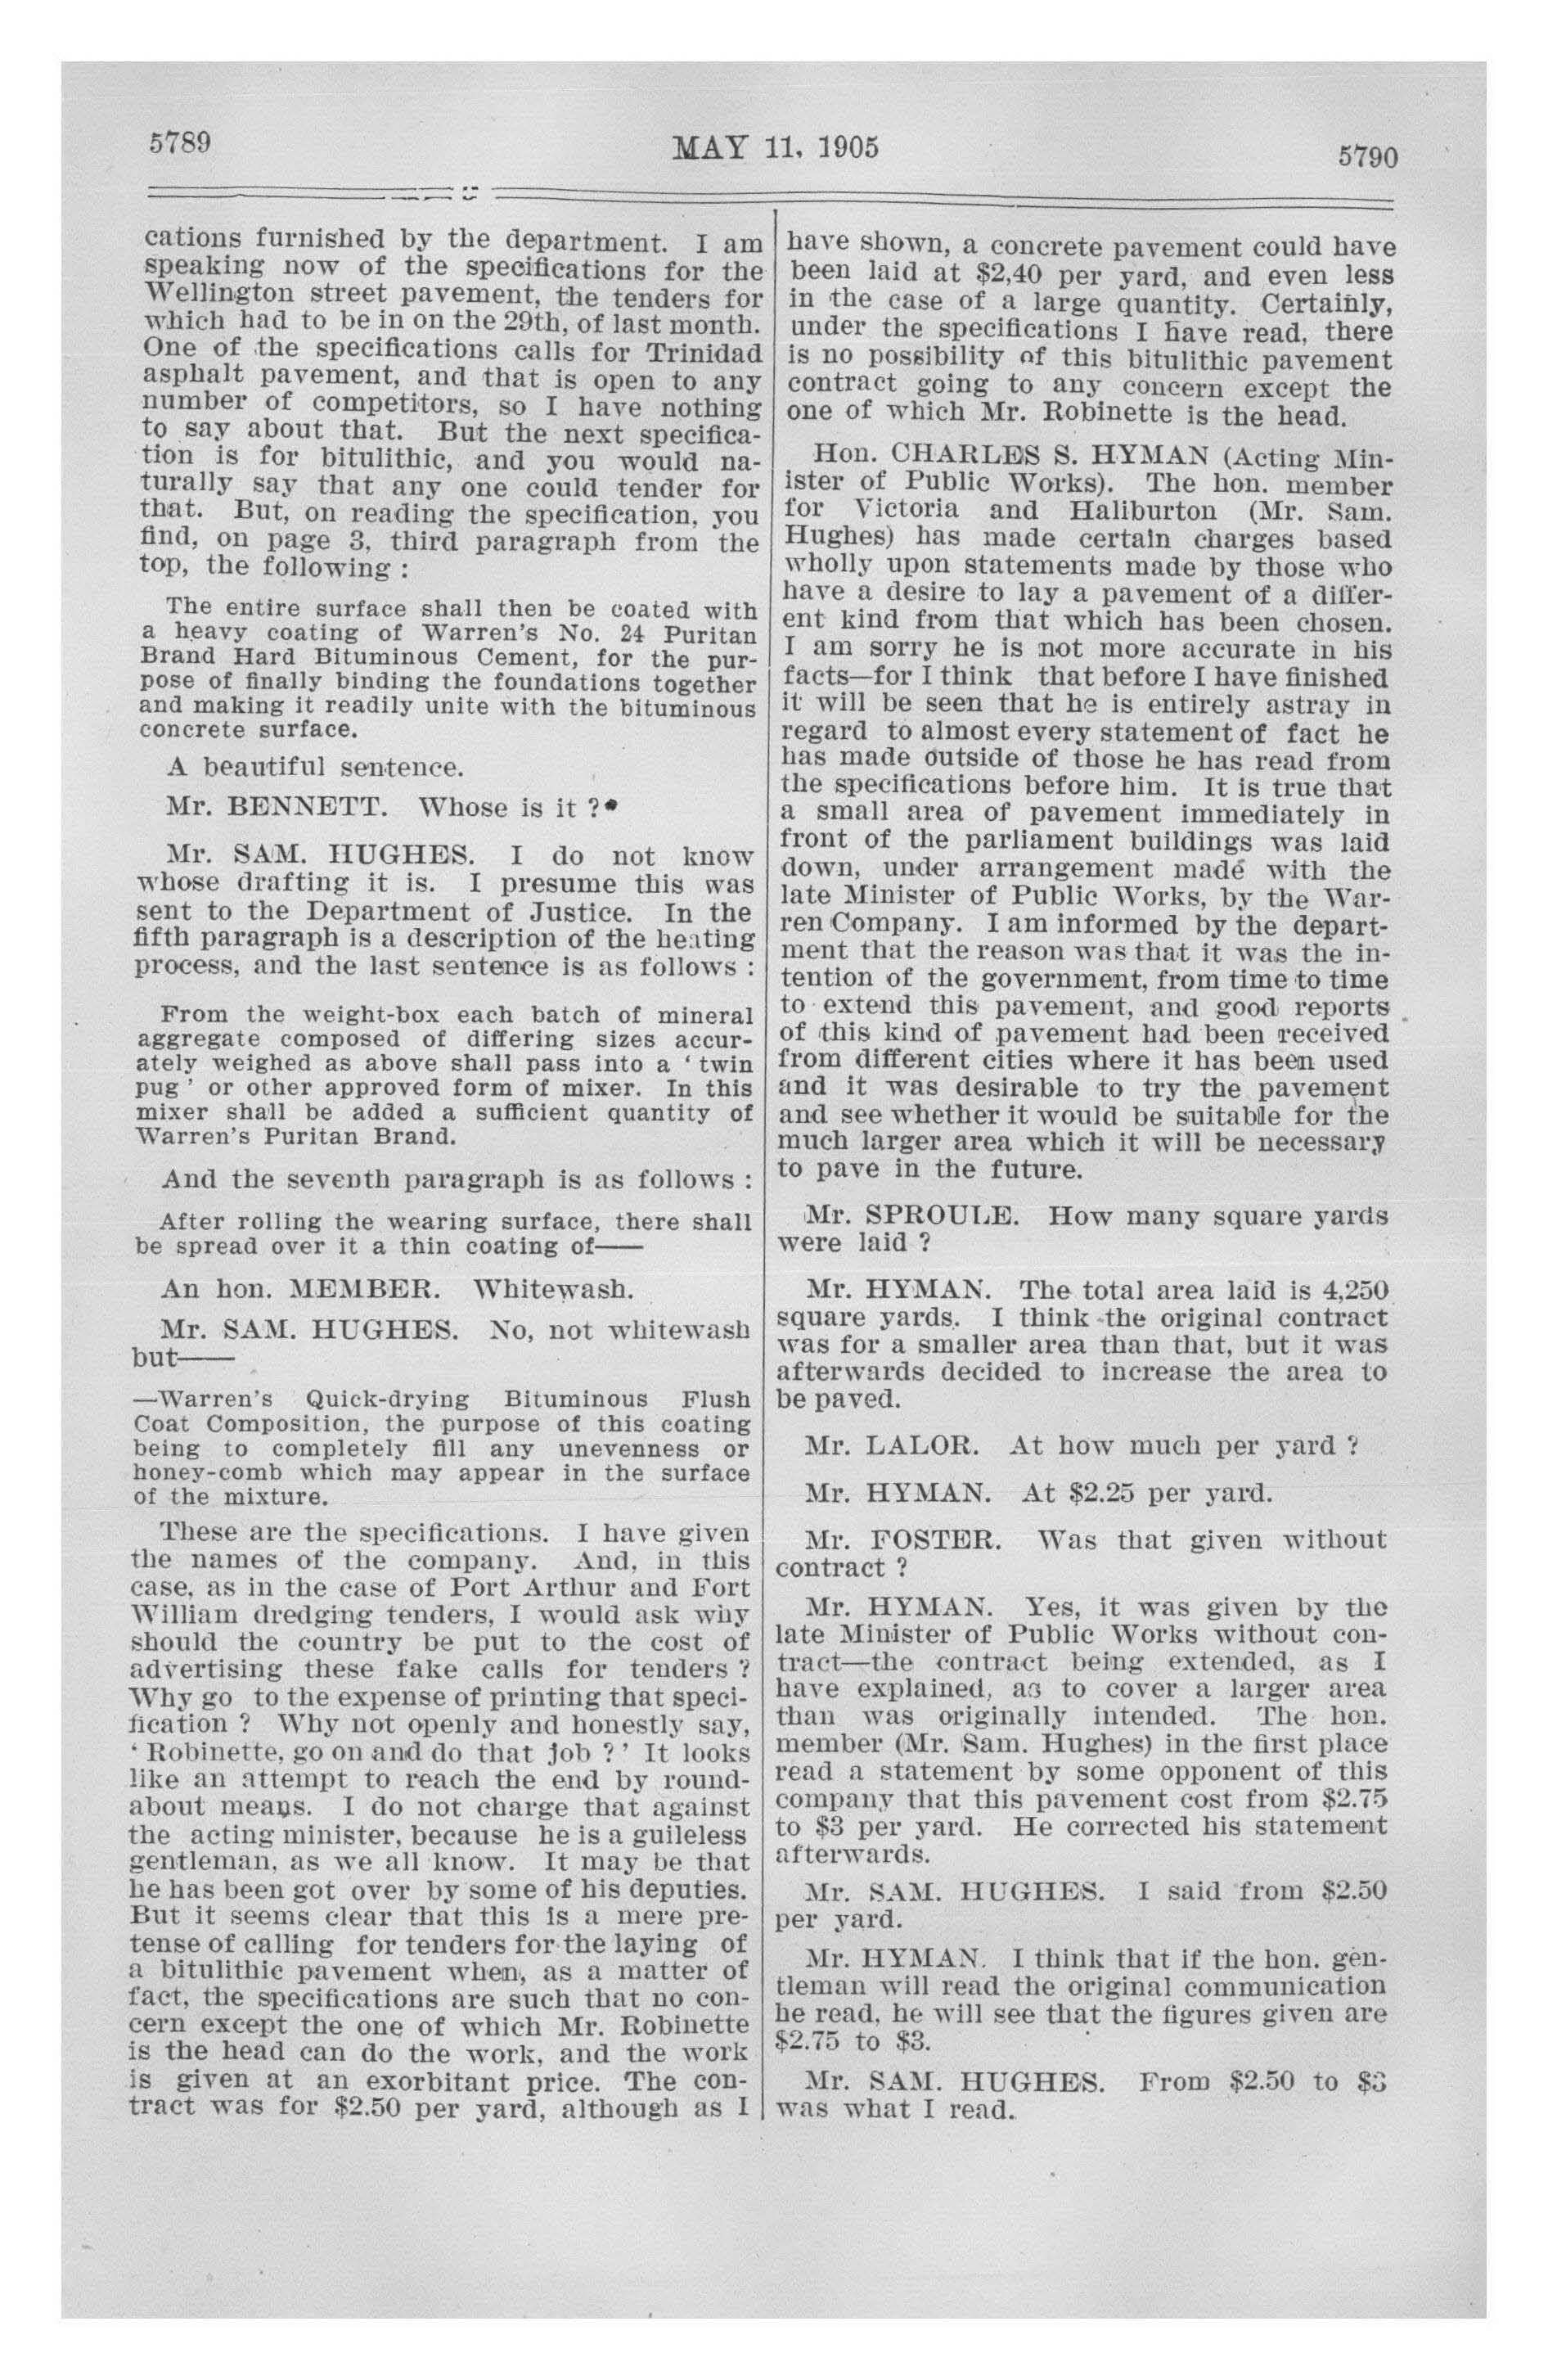 5789
MAY 11, 1905
5790
cations furnished by the department. I am
speaking now of the specifications for the
Wellington street pavement, the tenders for
which had to be in on the 29th, of last month.
One of the specifications calls for Trinidad
asphalt pavement, and that is open to any
number of competitors, so I have nothing
to say about that. But the next specifica-
tion is for bitulithic, and you would na-
turally say that any one could tender for
that. But, on reading the specification, you
find, on page 3, third paragraph from the
top, the following :
The entire surface shall then be coated with
a heavy coating of Warren's No. 24 Puritan
Brand Hard Bituminous Cement, for the pur-
pose of finally binding the foundations together
and making it readily unite with the bituminous
concrete surface.
A beautiful sentence.
Mr. BENNETT. Whose is it ?
Mr. SAM. HUGHES. I do not know
whose drafting it is. I presume this was
sent to the Department of Justice. In the
fifth paragraph is a description of the heating
process, and the last sentence is as follows :
From the weight-box each batch of mineral
aggregate composed of differing sizes accur-
ately weighed as above shall pass into a ' twin
pug ' or other approved form of mixer. In this
mixer shall be added a sufficient quantity of
Warren's Puritan Brand.
And the seventh paragraph is as follows :
After rolling the wearing surface, there shall
be spread over it a thin coating of——
An hon. MEMBER. Whitewash.
Mr. SAM. HUGHES. No, not whitewash
but——
—Warren's Quick-drying Bituminous Flush
Coat Composition, the purpose of this coating
being to completely fill any unevenness or
honey-comb which may appear in the surface
of the mixture.
These are the specifications. I have given
the names of the company. And, in this
case, as in the case of Port Arthur and Fort
William dredging tenders, I would ask why
should the country be put to the cost of
advertising these fake calls for tenders ?
Why go to the expense of printing that speci-
fication ? Why not openly and honestly say,
' Robinette, go on and do that job ?' It looks
like an attempt to reach the end by round-
about means. I do not charge that against
the acting minister, because he is a guileless
gentleman, as we all know. It may be that
he has been got over by some of his deputies.
But it seems clear that this is a mere pre-
tense of calling for tenders for the laying of
a bitulithic pavement when, as a matter of
fact, the specifications are such that no con-
cern except the one of which Mr. Robinette
is the head can do the work, and the work
is given at an exorbitant price. The con-
tract was for $2.50 per yard, although as I
have shown, a concrete pavement could have
been laid at $2,40 per yard, and even less
in the case of a large quantity. Certainly,
under the specifications I have read, there
is no possibility of this bitulithic pavement
contract going to any concern except the
one of which Mr. Robinette is the head.
Hon. CHARLES S. HYMAN (Acting Min-
ister of Public Works). The hon. member
for Victoria and Haliburton (Mr. Sam.
Hughes) has made certain charges based
wholly upon statements made by those who
have a desire to lay a pavement of a differ-
ent kind from that which has been chosen.
I am sorry he is not more accurate in his
facts—for I think that before I have finished
it will be seen that he is entirely astray in
regard to almost every statement of fact he
has made outside of those he has read from
the specifications before him. It is true that
a small area of pavement immediately in
front of the parliament buildings was laid
down, under arrangement made with the
late Minister of Public Works, by the War-
ren Company. I am informed by the depart-
ment that the reason was that it was the in-
tention of the government, from time to time
to extend this pavement, and good reports
of this kind of pavement had been received
from different cities where it has been used
and it was desirable to try the pavement
and see whether it would be suitable for the
much larger area which it will be necessary
to pave in the future.
Mr. SPROULE. How many square yards
were laid ?
Mr. HYMAN. The total area laid is 4,250
square yards. I think the original contract
was for a smaller area than that, but it was
afterwards decided to increase the area to
be paved.
Mr. LALOR. At how much per yard ?
Mr. HYMAN. At $2.25 per yard.
Mr. FOSTER. Was that given without
contract ?
Mr. HYMAN. Yes, it was given by the
late Minister of Public Works without con-
tract—the contract being extended, as I
have explained, as to cover a larger area
than was originally intended. The hon.
member (Mr. Sam. Hughes) in the first place
read a statement by some opponent of this
company that this pavement cost from $2.75
to $3 per yard. He corrected his statement
afterwards.
Mr. SAM. HUGHES. I said from $2.50
per yard.
Mr. HYMAN. I think that if the hon. gen-
tleman will read the original communication
he read, he will see that the figures given are
$2.75 to $3.
Mr. SAM. HUGHES. From $2.50 to $3
was what I read.